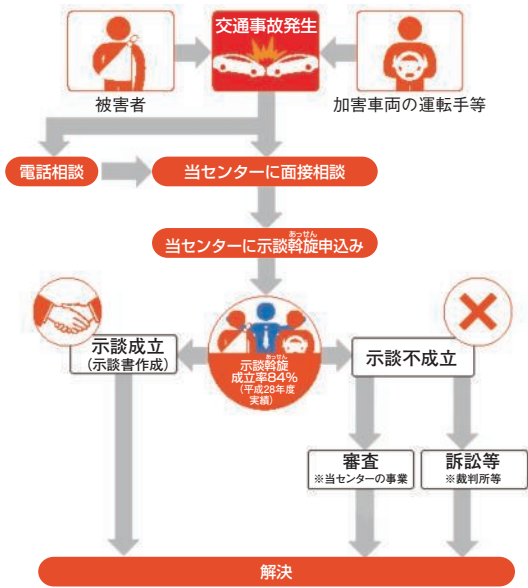 交通事故発生
被害者
加害車両の運転手等
電話相談
当センターに面接相談
あっせん
当センターに示談斡旋申込み
示談成立
(示談書作成)
あっせん
示談斡旋
成立率84%
(平成28年度
実績)
示談不成立
審査
※当センターの事業
訴訟等
※裁判所等
解決